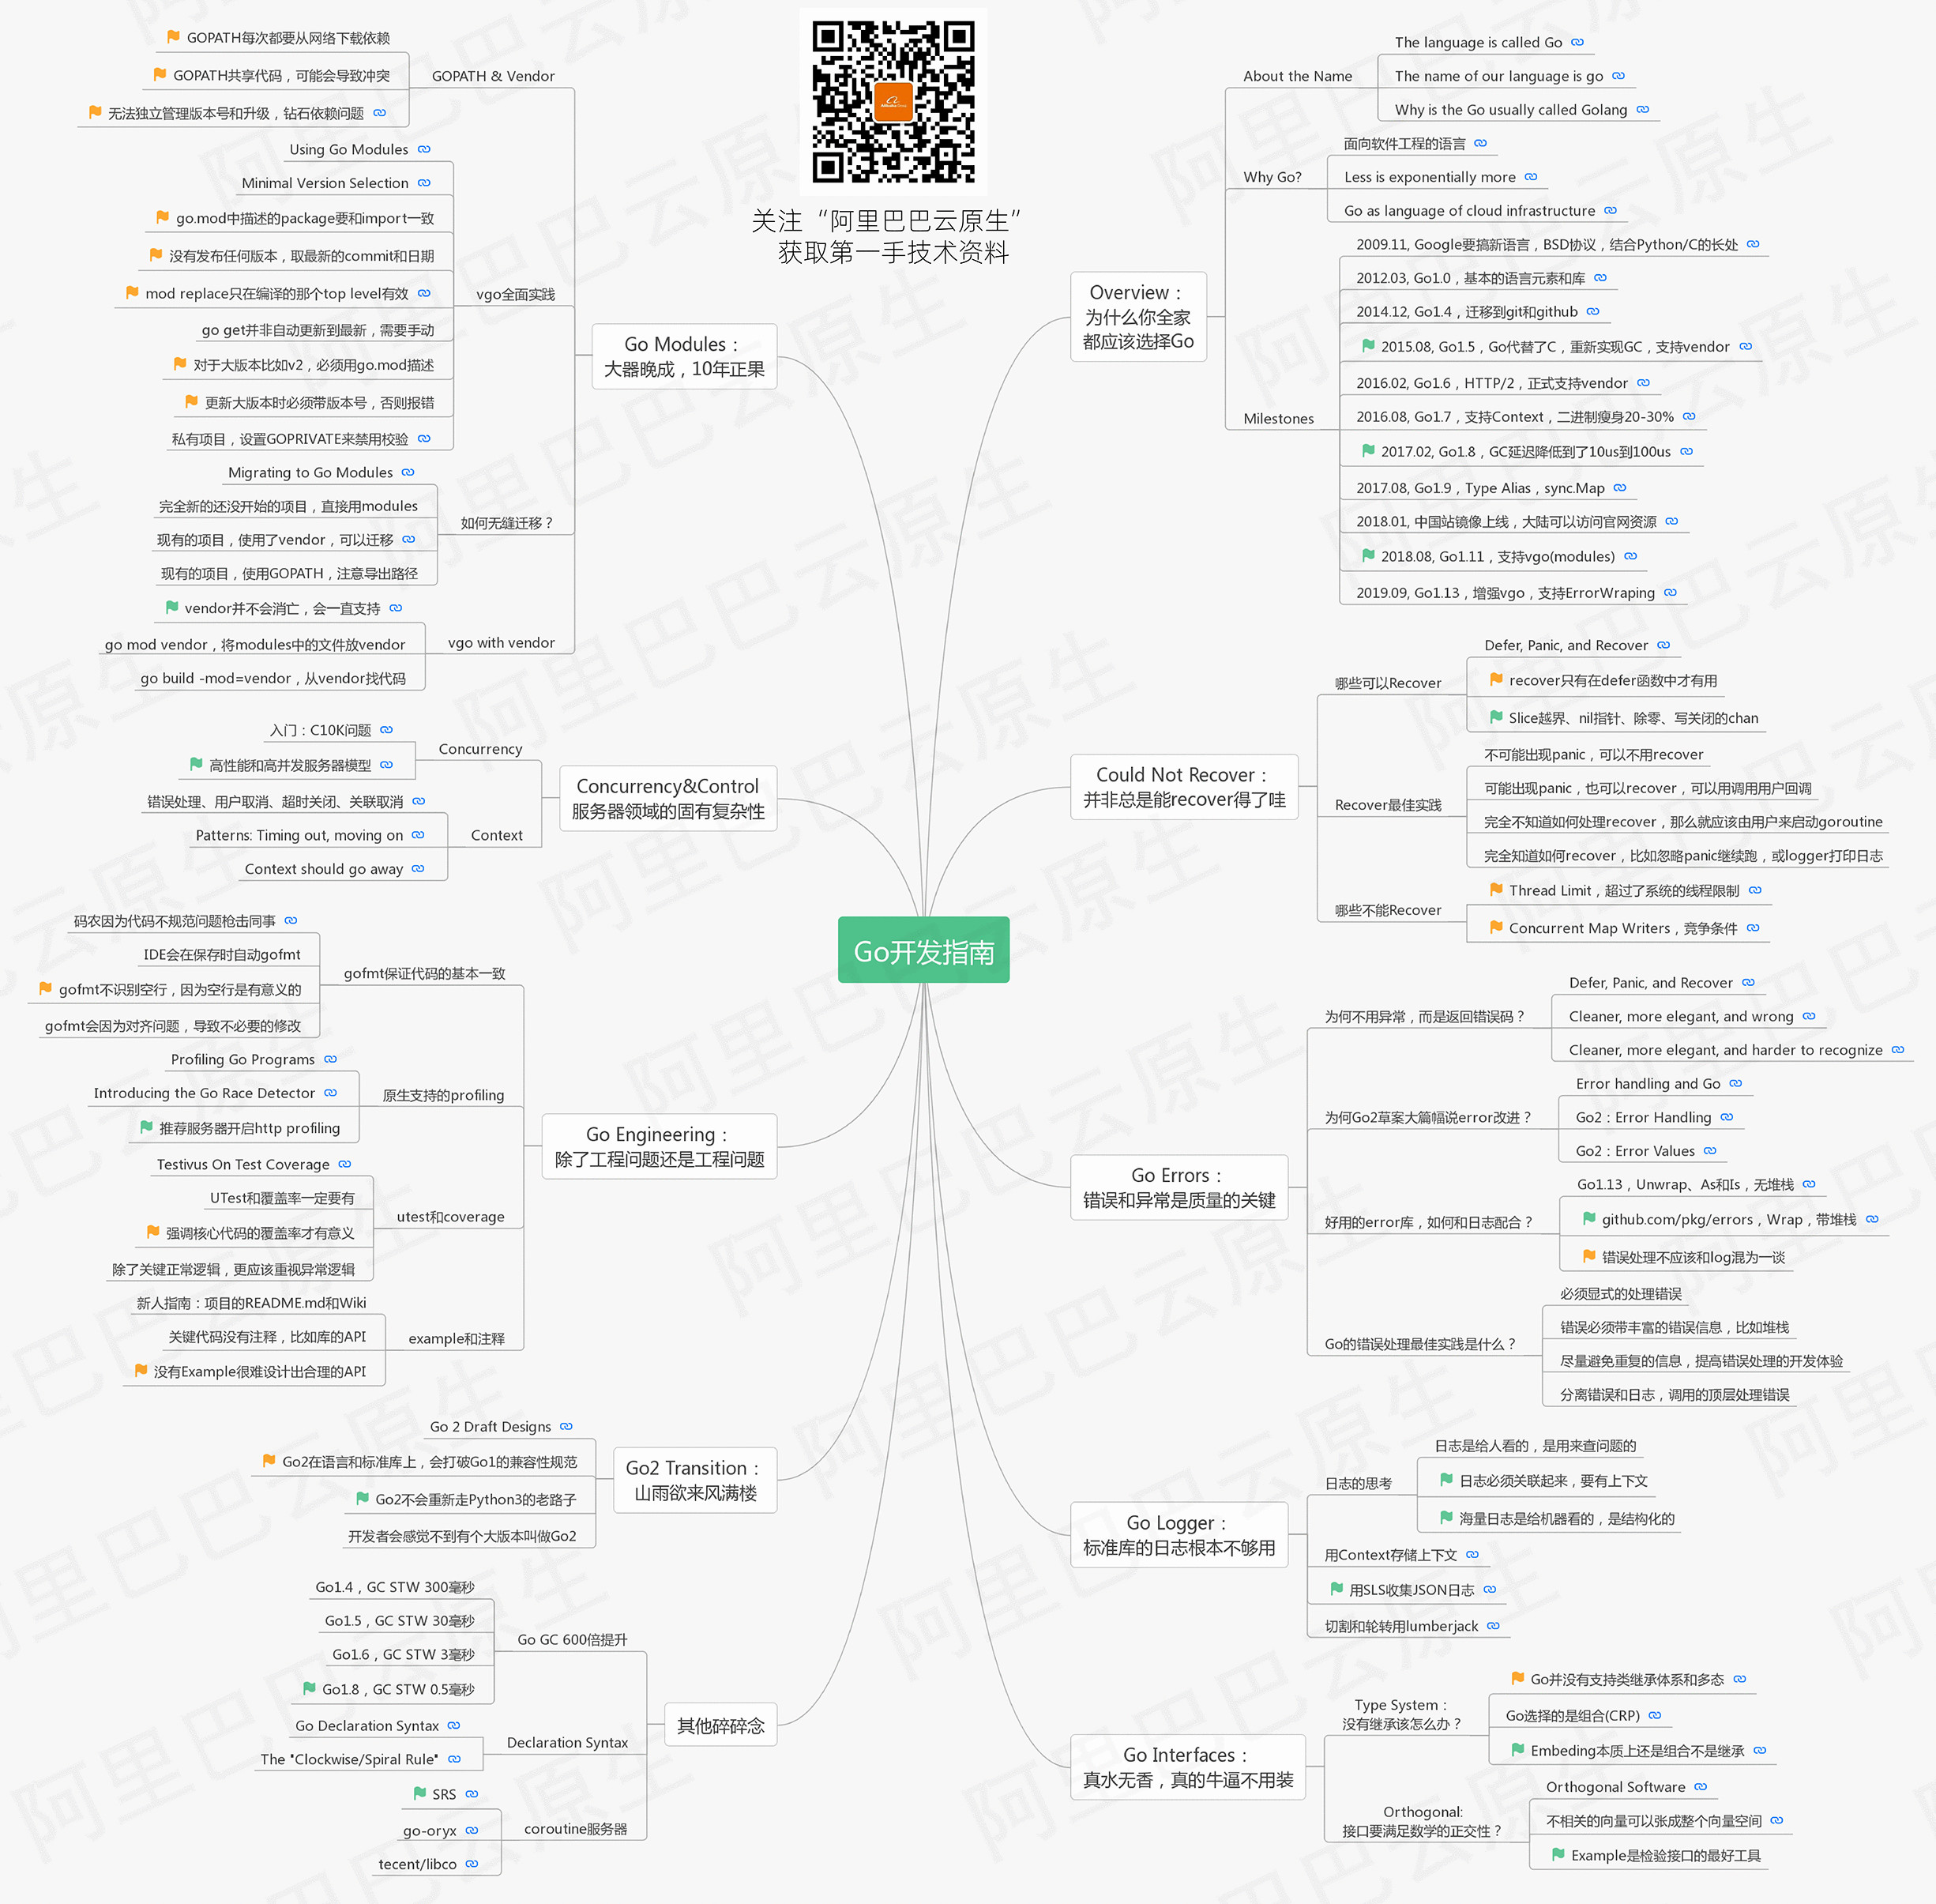 关注“阿里巴巴云原生”
获取第一手技术资料
Go开发指南
Overview：
为什么你全家
都应该选择Go
About the Name
The language is called Go
The name of our language is go
Why is the Go usually called Golang
Why Go?
面向软件工程的语言
Less is exponentially more
Go as language of cloud infrastructure
Milestones
2009.11, Google要搞新语言，BSD协议，结合Python/C的长处
2012.03, Go1.0，基本的语言元素和库
2014.12, Go1.4，迁移到git和github
2015.08, Go1.5，Go代替了C，重新实现GC，支持vendor
2016.02, Go1.6，HTTP/2，正式支持vendor
2016.08, Go1.7，支持Context，二进制瘦身20-30%
2017.02, Go1.8，GC延迟降低到了10us到100us
2017.08, Go1.9，Type Alias，sync.Map
2018.01, 中国站镜像上线，大陆可以访问官网资源
2018.08, Go1.11，支持vgo(modules)
2019.09, Go1.13，增强vgo，支持ErrorWraping
Could Not Recover：
并非总是能recover得了哇
哪些可以Recover
Defer, Panic, and Recover
recover只有在defer函数中才有用
Slice越界、nil指针、除零、写关闭的chan
Recover最佳实践
不可能出现panic，可以不用recover
可能出现panic，也可以recover，可以用调用用户回调
完全不知道如何处理recover，那么就应该由用户来启动goroutine
完全知道如何recover，比如忽略panic继续跑，或logger打印日志
哪些不能Recover
Thread Limit，超过了系统的线程限制
Concurrent Map Writers，竞争条件
Go Errors：
错误和异常是质量的关键
为何不用异常，而是返回错误码？
Defer, Panic, and Recover
Cleaner, more elegant, and wrong
Cleaner, more elegant, and harder to recognize
为何Go2草案大篇幅说error改进？
Error handling and Go
Go2：Error Handling
Go2：Error Values
好用的error库，如何和日志配合？
Go1.13，Unwrap、As和Is，无堆栈
github.com/pkg/errors，Wrap，带堆栈
错误处理不应该和log混为一谈
Go的错误处理最佳实践是什么？
必须显式的处理错误
错误必须带丰富的错误信息，比如堆栈
尽量避免重复的信息，提高错误处理的开发体验
分离错误和日志，调用的顶层处理错误
Go Logger：
标准库的日志根本不够用
日志的思考
日志是给人看的，是用来查问题的
日志必须关联起来，要有上下文
海量日志是给机器看的，是结构化的
用Context存储上下文
用SLS收集JSON日志
切割和轮转用lumberjack
Go Interfaces：
真水无香，真的牛逼不用装
Type System：
没有继承该怎么办？
Go并没有支持类继承体系和多态
Go选择的是组合(CRP)
Embeding本质上还是组合不是继承
Orthogonal:
接口要满足数学的正交性？
Orthogonal Software
不相关的向量可以张成整个向量空间
Example是检验接口的最好工具
Go Modules：
大器晚成，10年正果
GOPATH & Vendor
GOPATH每次都要从网络下载依赖
GOPATH共享代码，可能会导致冲突
无法独立管理版本号和升级，钻石依赖问题
vgo全面实践
Using Go Modules
Minimal Version Selection
go.mod中描述的package要和import一致
没有发布任何版本，取最新的commit和日期
mod replace只在编译的那个top level有效
go get并非自动更新到最新，需要手动
对于大版本比如v2，必须用go.mod描述
更新大版本时必须带版本号，否则报错
私有项目，设置GOPRIVATE来禁用校验
如何无缝迁移？
Migrating to Go Modules
完全新的还没开始的项目，直接用modules
现有的项目，使用了vendor，可以迁移
现有的项目，使用GOPATH，注意导出路径
vgo with vendor
vendor并不会消亡，会一直支持
go mod vendor，将modules中的文件放vendor
go build -mod=vendor，从vendor找代码
Concurrency&Control
服务器领域的固有复杂性
Concurrency
入门：C10K问题
高性能和高并发服务器模型
Context
错误处理、用户取消、超时关闭、关联取消
Patterns: Timing out, moving on
Context should go away
Go Engineering：
除了工程问题还是工程问题
gofmt保证代码的基本一致
码农因为代码不规范问题枪击同事
IDE会在保存时自动gofmt
gofmt不识别空行，因为空行是有意义的
gofmt会因为对齐问题，导致不必要的修改
原生支持的profiling
Profiling Go Programs
Introducing the Go Race Detector
推荐服务器开启http profiling
utest和coverage
Testivus On Test Coverage
UTest和覆盖率一定要有
强调核心代码的覆盖率才有意义
除了关键正常逻辑，更应该重视异常逻辑
example和注释
新人指南：项目的README.md和Wiki
关键代码没有注释，比如库的API
没有Example很难设计出合理的API
Go2 Transition：
山雨欲来风满楼
Go 2 Draft Designs
Go2在语言和标准库上，会打破Go1的兼容性规范
Go2不会重新走Python3的老路子
开发者会感觉不到有个大版本叫做Go2
其他碎碎念
Go GC 600倍提升
Go1.4，GC STW 300毫秒
Go1.5，GC STW 30毫秒
Go1.6，GC STW 3毫秒
Go1.8，GC STW 0.5毫秒
Declaration Syntax
Go Declaration Syntax
The "Clockwise/Spiral Rule"
coroutine服务器
SRS
go-oryx
tecent/libco
阿里巴巴云原生